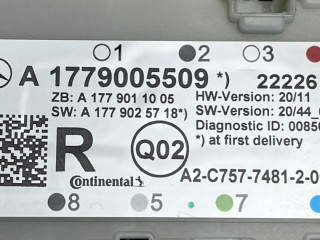 1 2 3
A 1779005509 *) 22226
ZB: A 177 901 10 05 HW-Version: 20/11
SW: A 177 902 57 18*) SW-Version: 20/44
Diagnostic ID: 0085
*) at first delivery
R Q02
Continental A2-C757-7481-2-0
8 5 7